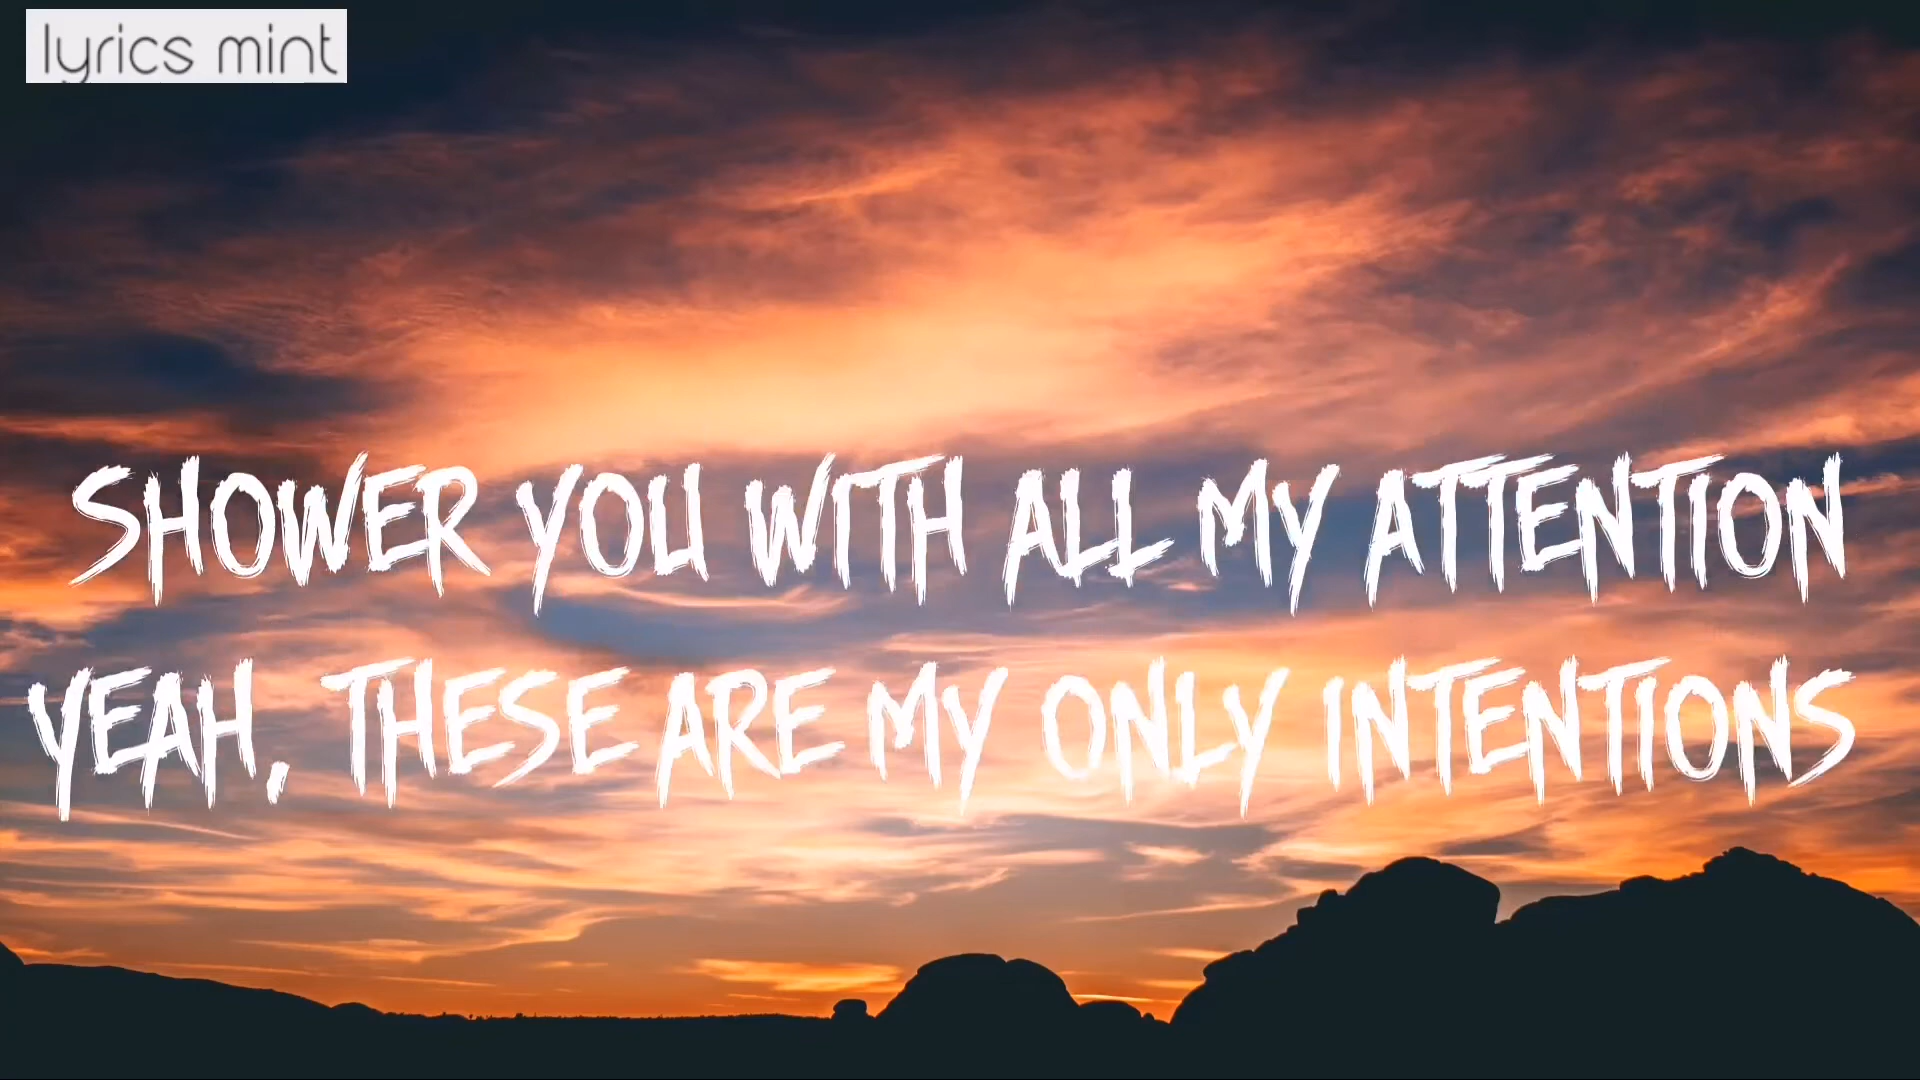 lyrics mint
SHOWER YOU WITH ALL MY ATTENTION
YEAH, THESE ARE MY ONLY INTENTIONS